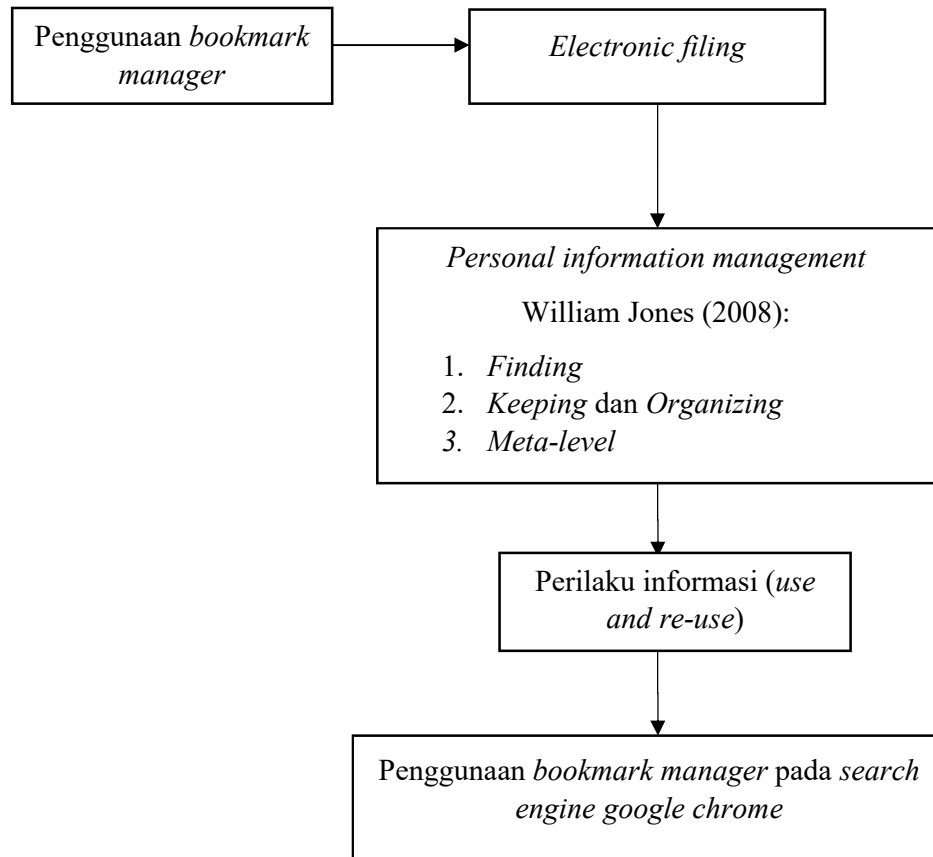 Penggunaan bookmark
manager
Electronic filing
Personal information management
William Jones (2008):
1. Finding
2. Keeping dan Organizing
3. Meta-level
Perilaku informasi (use
and re-use)
Penggunaan bookmark manager pada search
engine google chrome